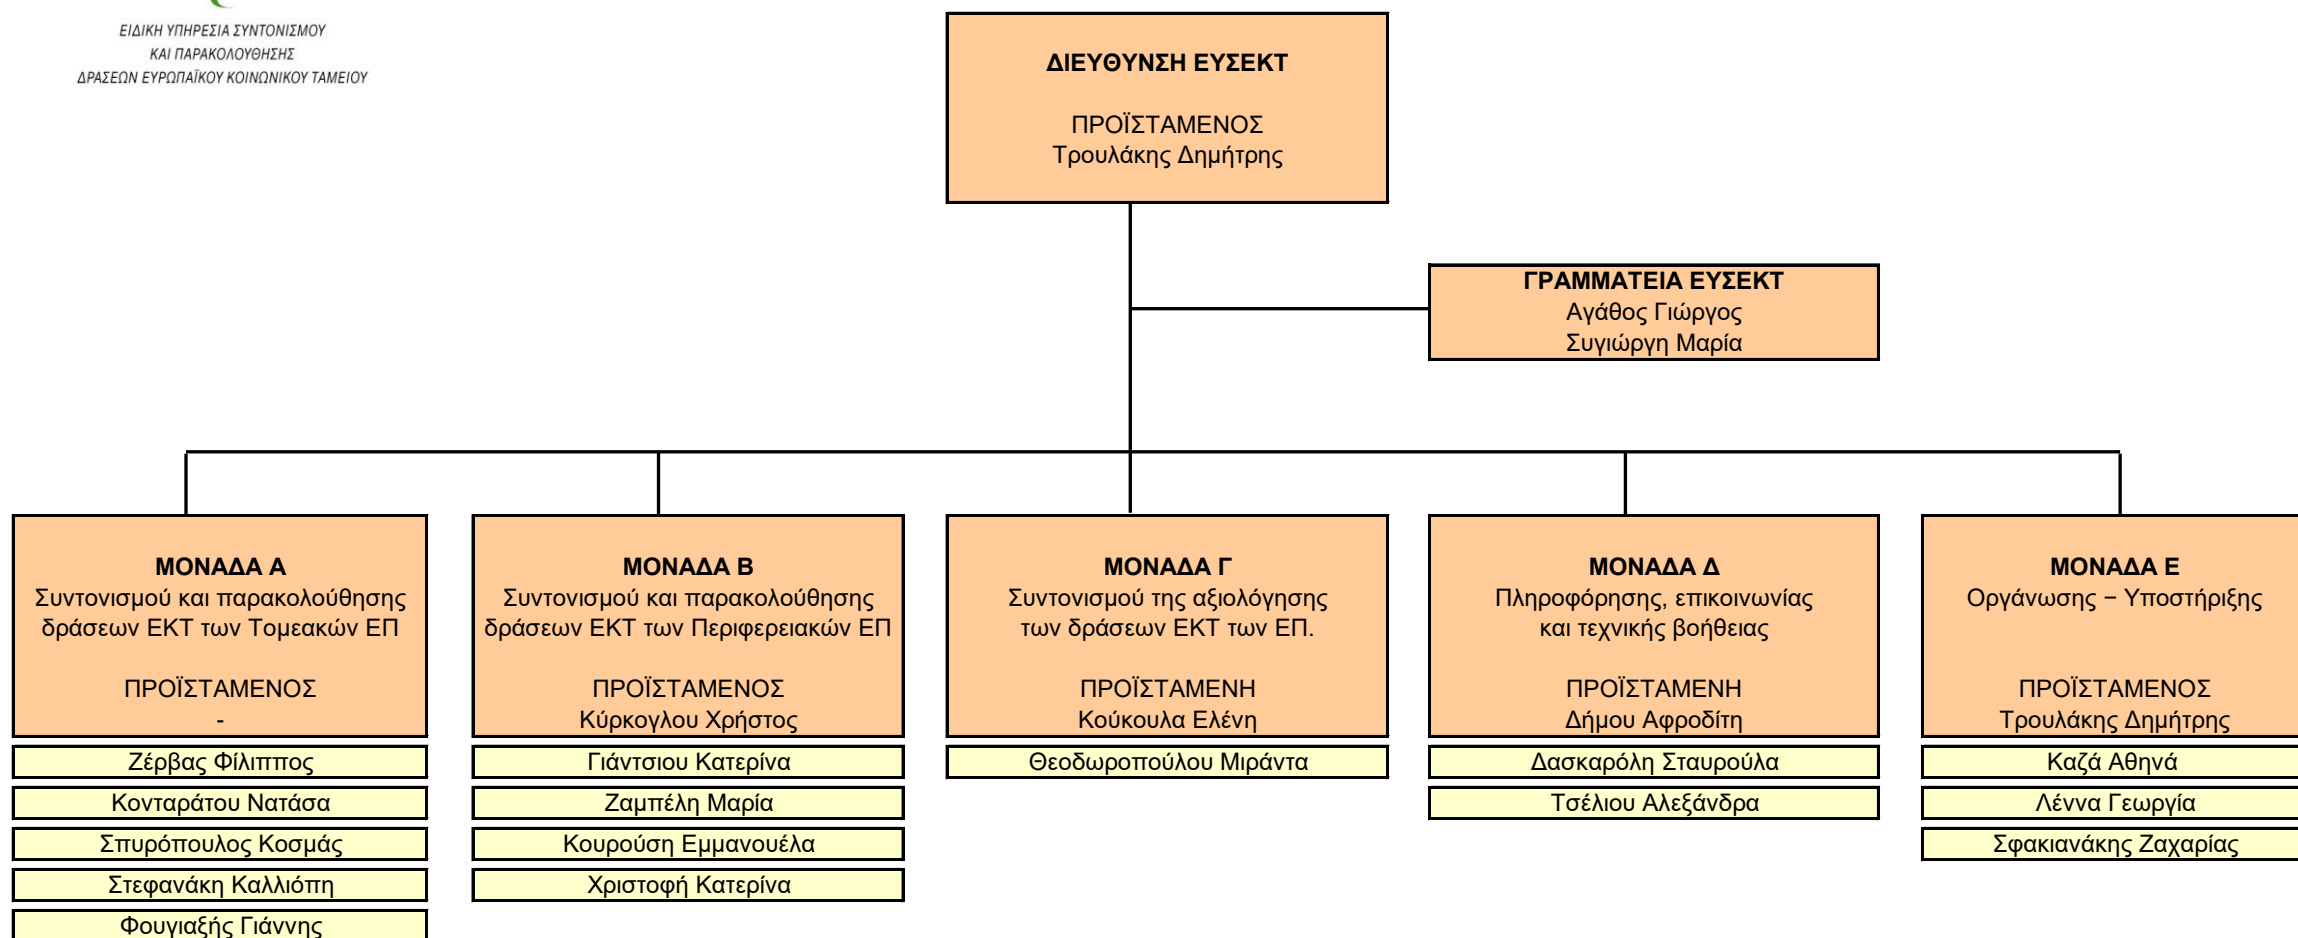 ΕΙΔΙΚΗ ΥΠΗΡΕΣΙΑ ΣΥΝΤΟΝΙΣΜΟΥ
ΚΑΙ ΠΑΡΑΚΟΛΟΥΘΗΣΗΣ
ΔΡΑΣΕΩΝ ΕΥΡΩΠΑΪΚΟΥ ΚΟΙΝΩΝΙΚΟΥ ΤΑΜΕΙΟΥ
ΔΙΕΥΘΥΝΣΗ ΕΥΣΕΚΤ
ΠΡΟΪΣΤΑΜΕΝΟΣ
Τρουλάκης Δημήτρης
ΓΡΑΜΜΑΤΕΙΑ ΕΥΣΕΚΤ
Αγάθος Γιώργος
Συγιώργη Μαρία
ΜΟΝΑΔΑ Α
Συντονισμού και παρακολούθησης
δράσεων ΕΚΤ των Τομεακών ΕΠ
ΠΡΟΪΣΤΑΜΕΝΟΣ
-
Ζέρβας Φίλιππος
Κονταράτου Νατάσα
Σπυρόπουλος Κοσμάς
Στεφανάκη Καλλιόπη
Φουγιαξής Γιάννης
ΜΟΝΑΔΑ Β
Συντονισμού και παρακολούθησης
δράσεων ΕΚΤ των Περιφερειακών ΕΠ
ΠΡΟΪΣΤΑΜΕΝΟΣ
Κύρκογλου Χρήστος
Γιάντσιου Κατερίνα
Ζαμπέλη Μαρία
Κουρούση Εμμανουέλα
Χριστοφή Κατερίνα
ΜΟΝΑΔΑ Γ
Συντονισμού της αξιολόγησης
των δράσεων ΕΚΤ των ΕΠ.
ΠΡΟΪΣΤΑΜΕΝΗ
Κούκουλα Ελένη
Θεοδωροπούλου Μιράντα
ΜΟΝΑΔΑ Δ
Πληροφόρησης, επικοινωνίας
και τεχνικής βοήθειας
ΠΡΟΪΣΤΑΜΕΝΗ
Δήμου Αφροδίτη
Δασκαρόλη Σταυρούλα
Τσέλιου Αλεξάνδρα
ΜΟΝΑΔΑ Ε
Οργάνωσης – Υποστήριξης
ΠΡΟΪΣΤΑΜΕΝΟΣ
Τρουλάκης Δημήτρης
Καζά Αθηνά
Λέννα Γεωργία
Σφακιανάκης Ζαχαρίας